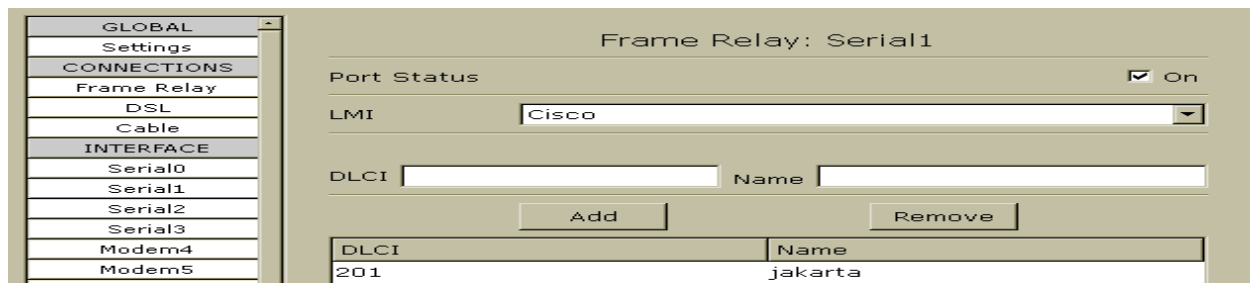 GLOBAL
Settings
CONNECTIONS
Frame Relay
DSL
Cable
INTERFACE
Serial0
Serial1
Serial2
Serial3
Modem4
Modem5
Frame Relay: Serial1
Port Status
On
LMI
Cisco
DLCI
Name
Add
Remove
DLCI
Name
201
jakarta